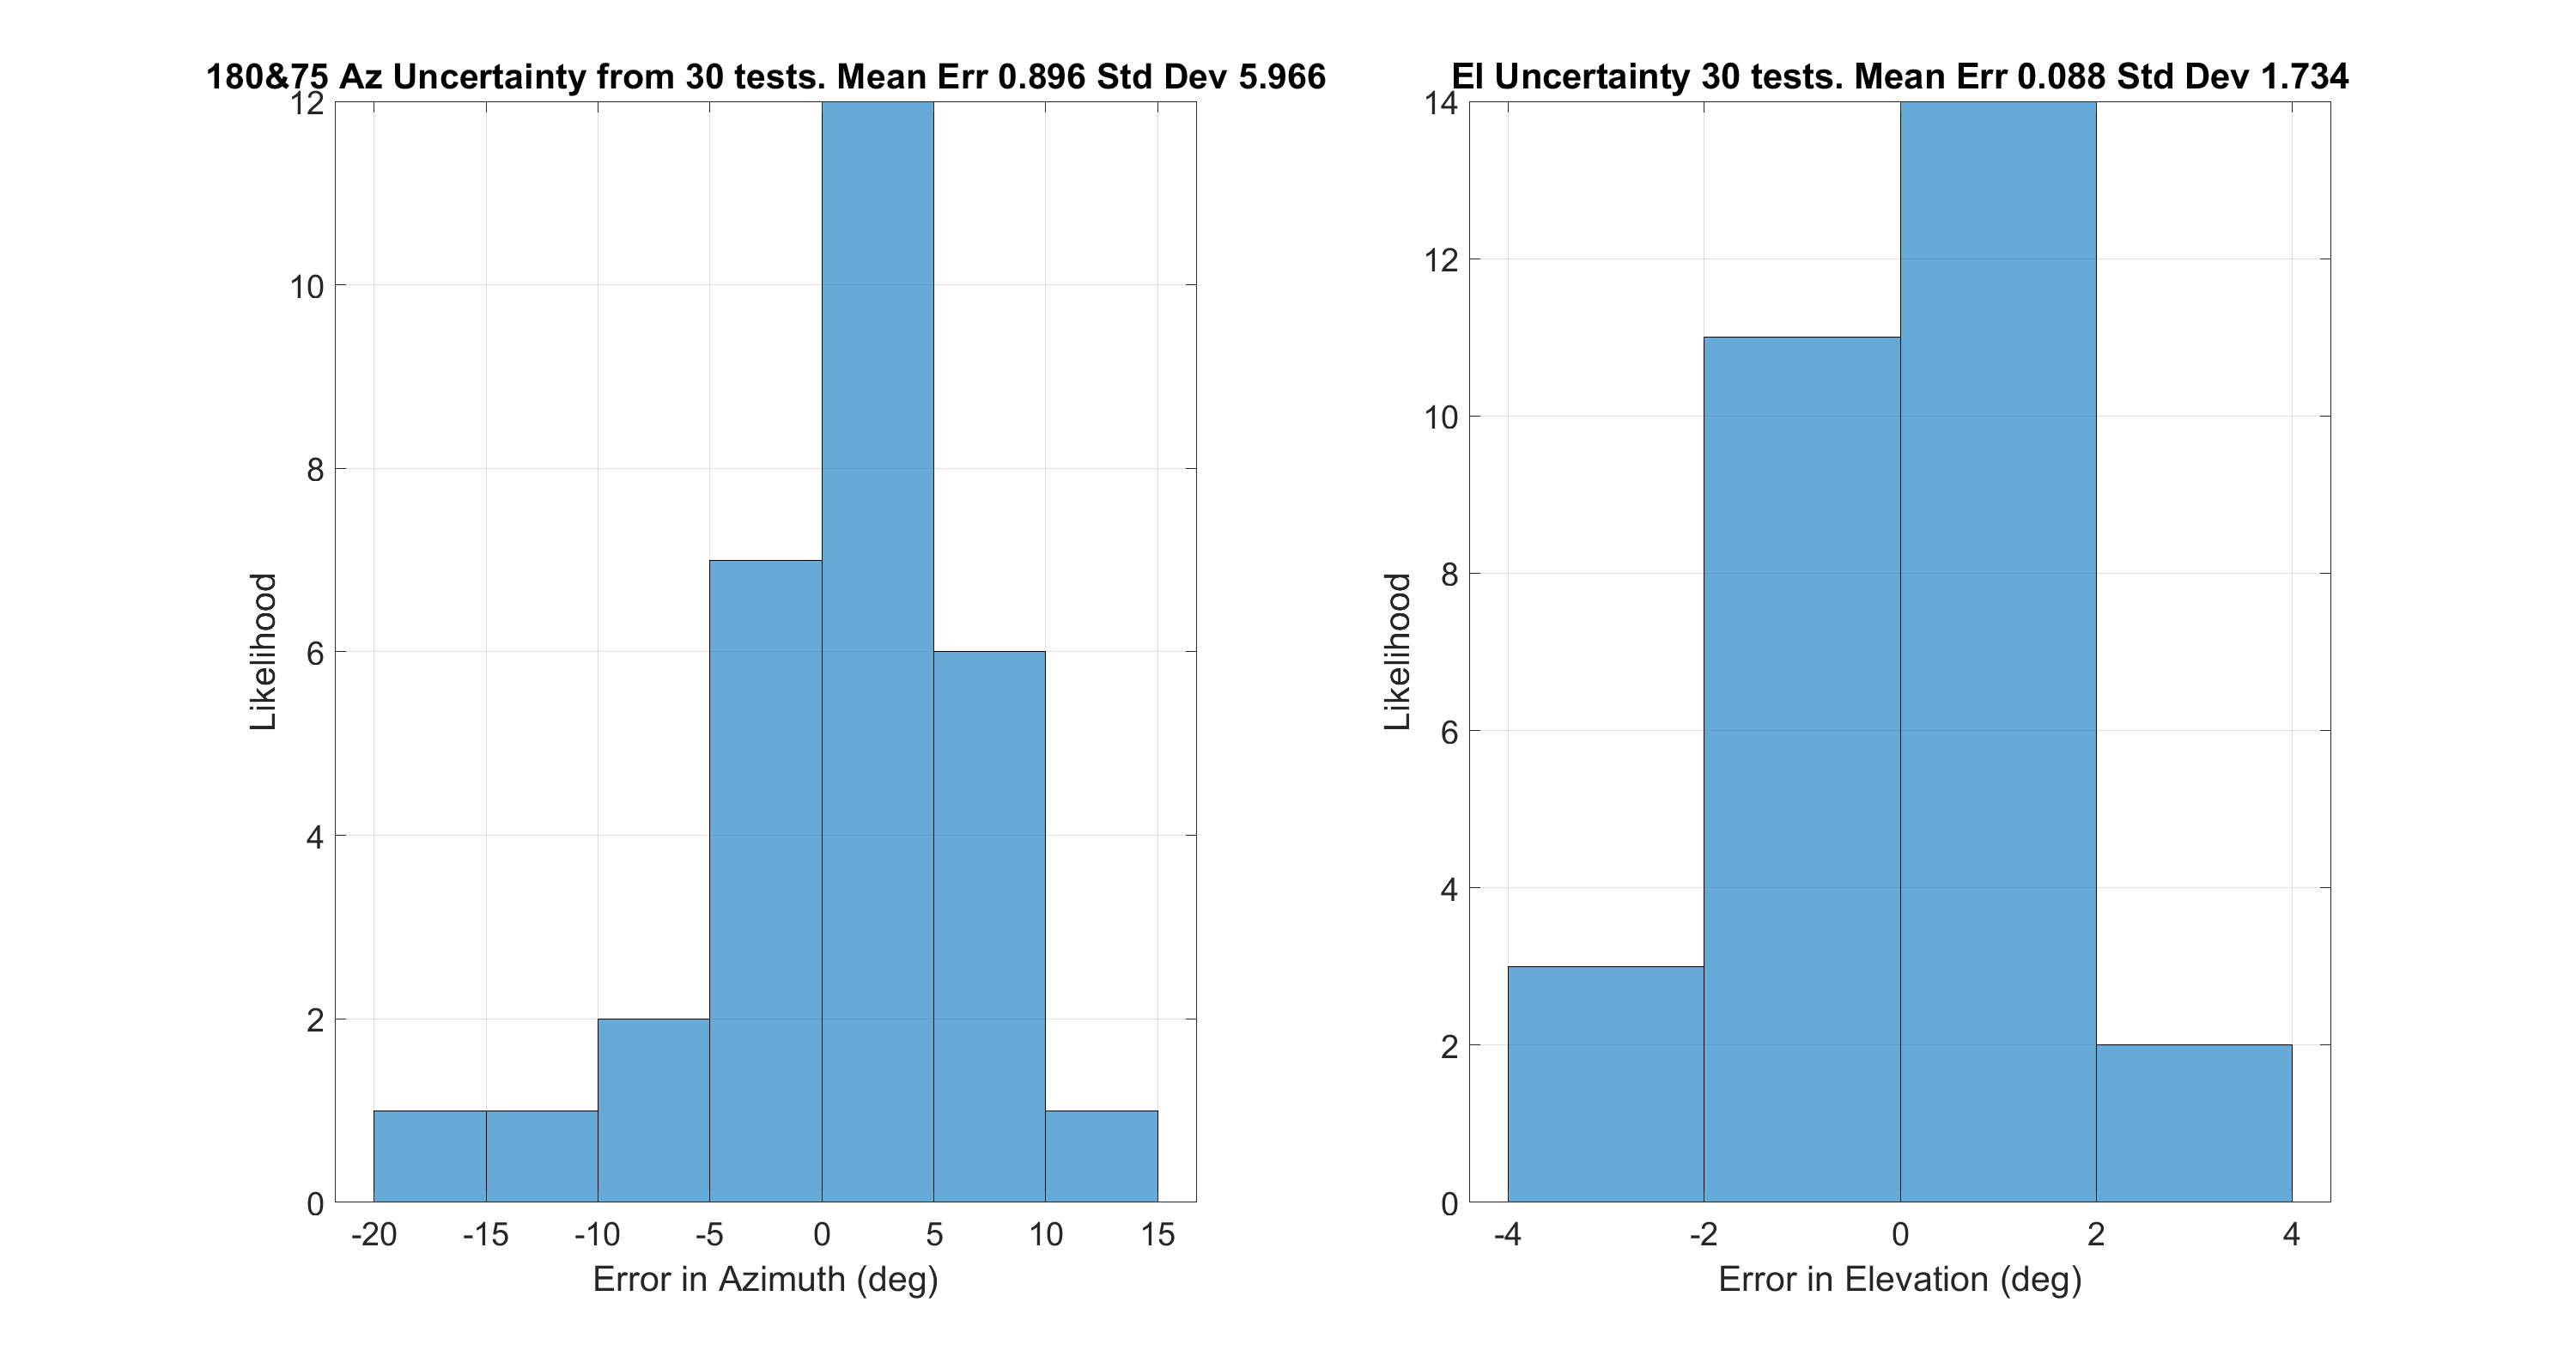 180&75 Az Uncertainty from 30 tests. Mean Err 0.896 Std Dev 5.966
12
10
8
6
4
2
0
Likelihood
-20 -15 -10 -5 0 5 10 15
Error in Azimuth (deg)
El Uncertainty 30 tests. Mean Err 0.088 Std Dev 1.734
14
12
10
8
6
4
2
0
Likelihood
-4 -2 0 2 4
Error in Elevation (deg)